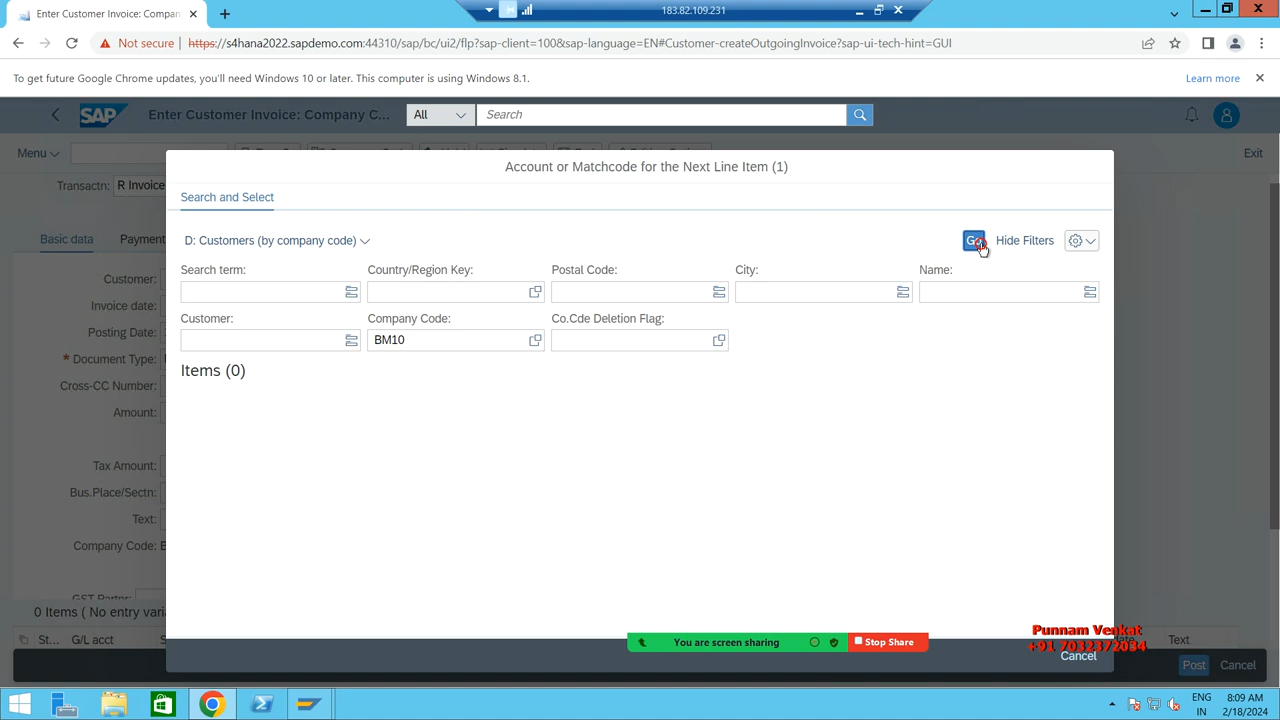 Enter Customer Invoice: Compan
183.82.109.231
Not secure
https://s4hana2022.sapdemo.com:44310/sap/bc/ui2/flp?sap-client=100&sap-language=EN#Customer-createOutgoingInvoice?sap-ui-tech-hint=GUI
To get future Google Chrome updates, you'll need Windows 10 or later. This computer is using Windows 8.1.
Learn more
SAP
Enter Customer Invoice: Company C...
All
Search
Menu
Exit
Account or Matchcode for the Next Line Item (1)
Transactn:
R Invoice
Search and Select
Basic data
Payment
D: Customers (by company code)
Go
Hide Filters
Search term:
Country/Region Key:
Postal Code:
City:
Name:
Customer:
Company Code:
BM10
Co.Cde Deletion Flag:
Items (0)
Customer:
Invoice date:
Posting Date:
* Document Type:
Cross-CC Number:
Amount:
Tax Amount:
Bus.Place/Sectn:
Text:
Company Code:
GST Partnr:
0 Items ( No entry varia
St...
G/L acct
Text
You are screen sharing
Stop Share
Punnam Venkat
+91 7032372034
Cancel
Post
Cancel
ENG
IN
8:09 AM
2/18/2024